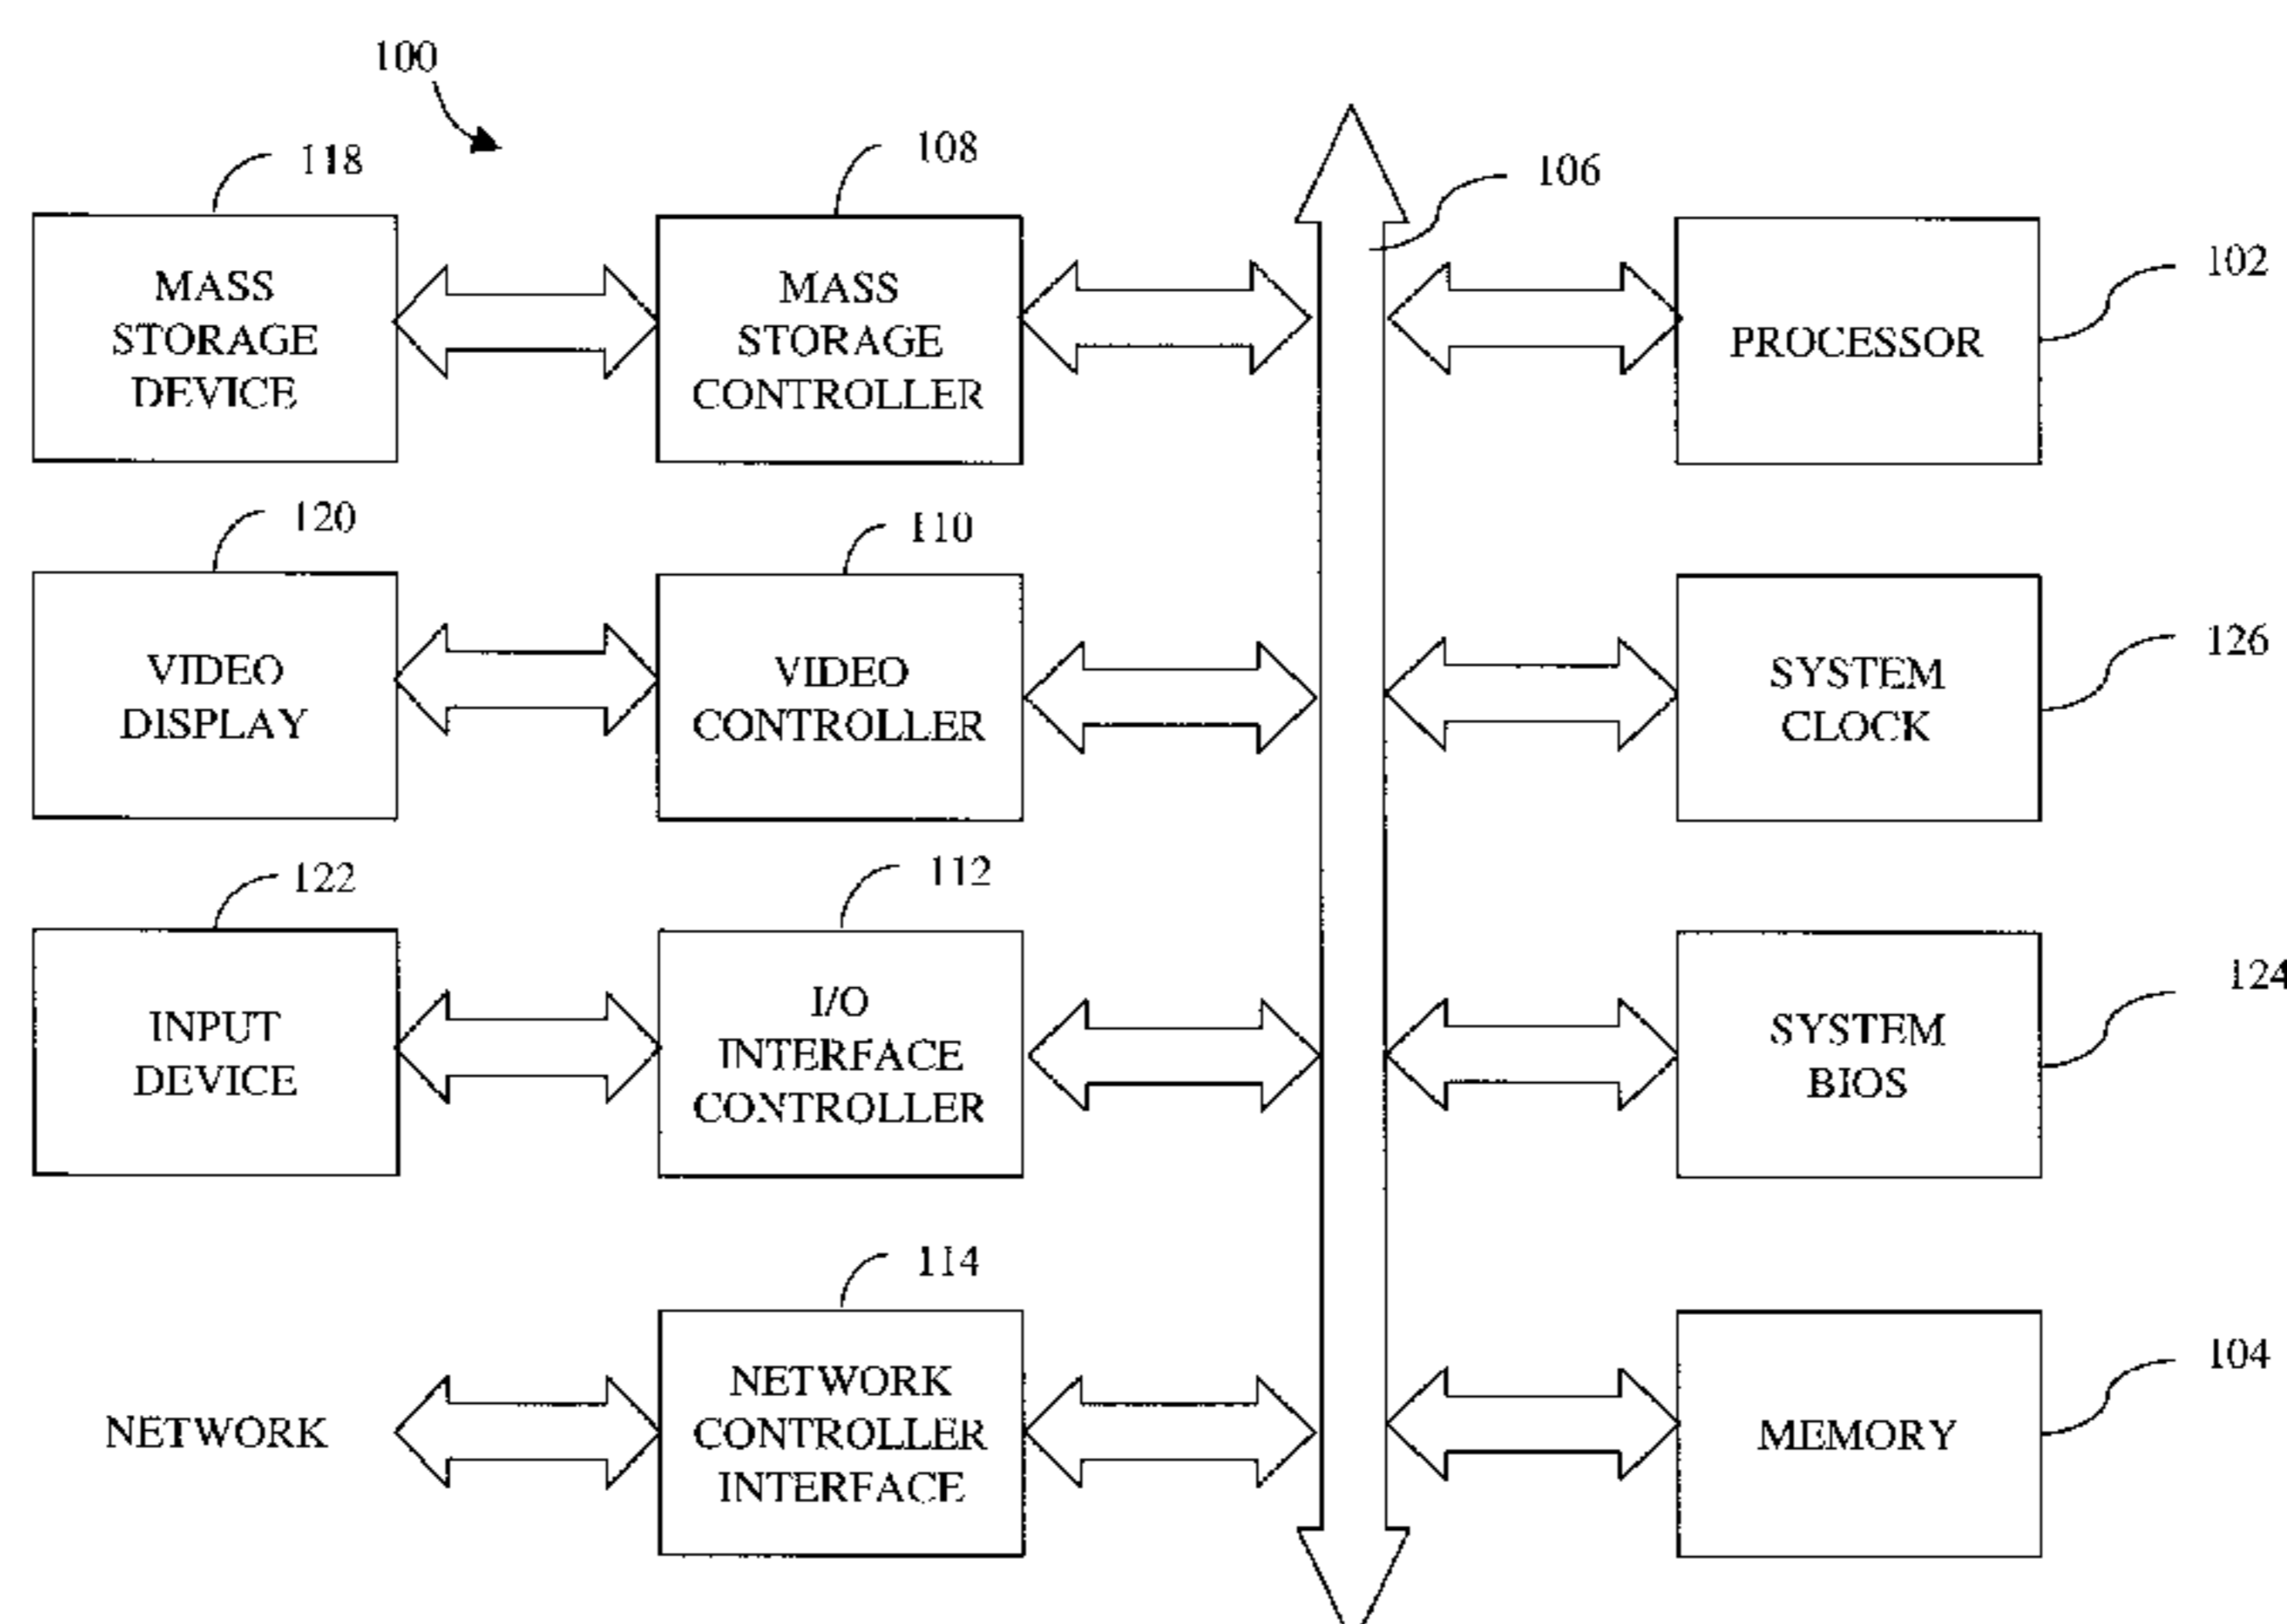 100
118
108
106
MASS
STORAGE
DEVICE
MASS
STORAGE
CONTROLLER
PROCESSOR
102
120
110
VIDEO
DISPLAY
VIDEO
CONTROLLER
SYSTEM
CLOCK
126
122
112
INPUT
DEVICE
I/O
INTERFACE
CONTROLLER
SYSTEM
BIOS
124
114
NETWORK
NETWORK
CONTROLLER
INTERFACE
MEMORY
104